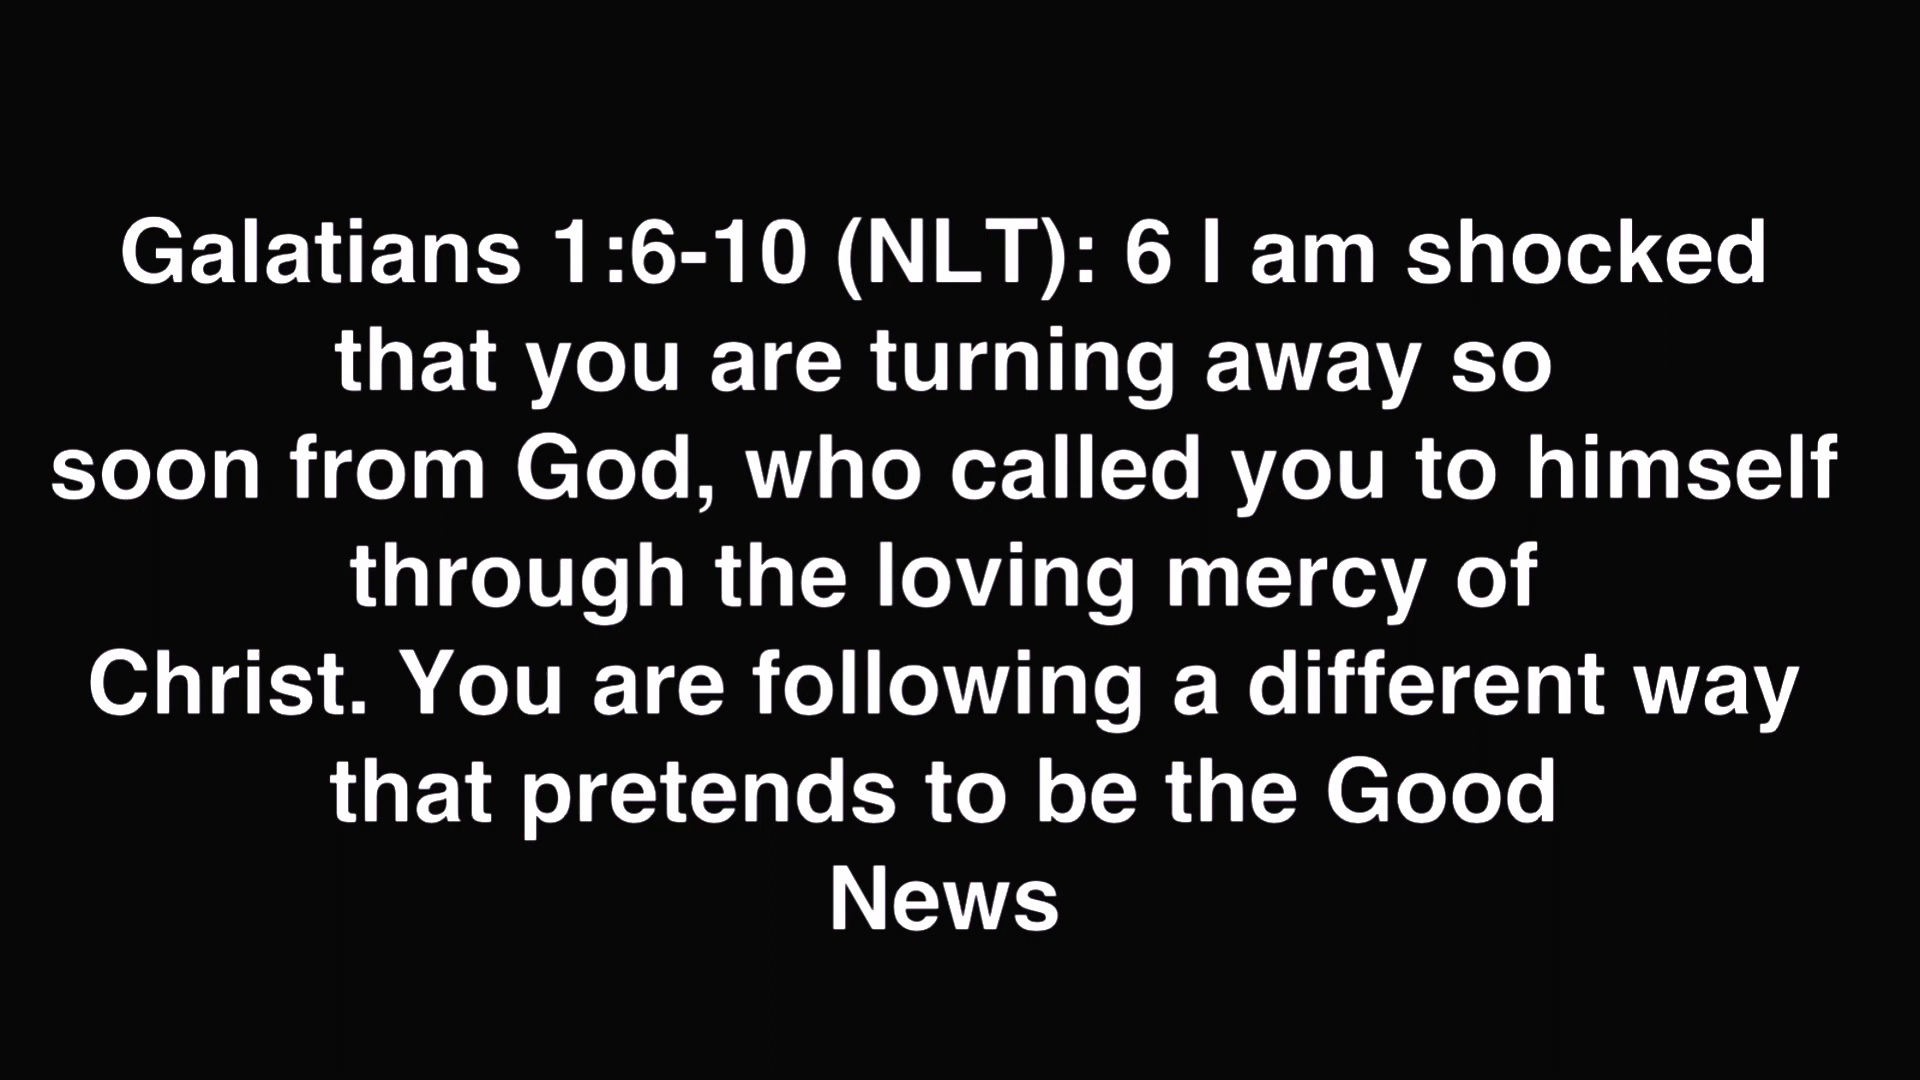 Galatians 1:6-10 (NLT): 6 I am shocked
that you are turning away so
soon from God, who called you to himself
through the loving mercy of
Christ. You are following a different way
that pretends to be the Good
News